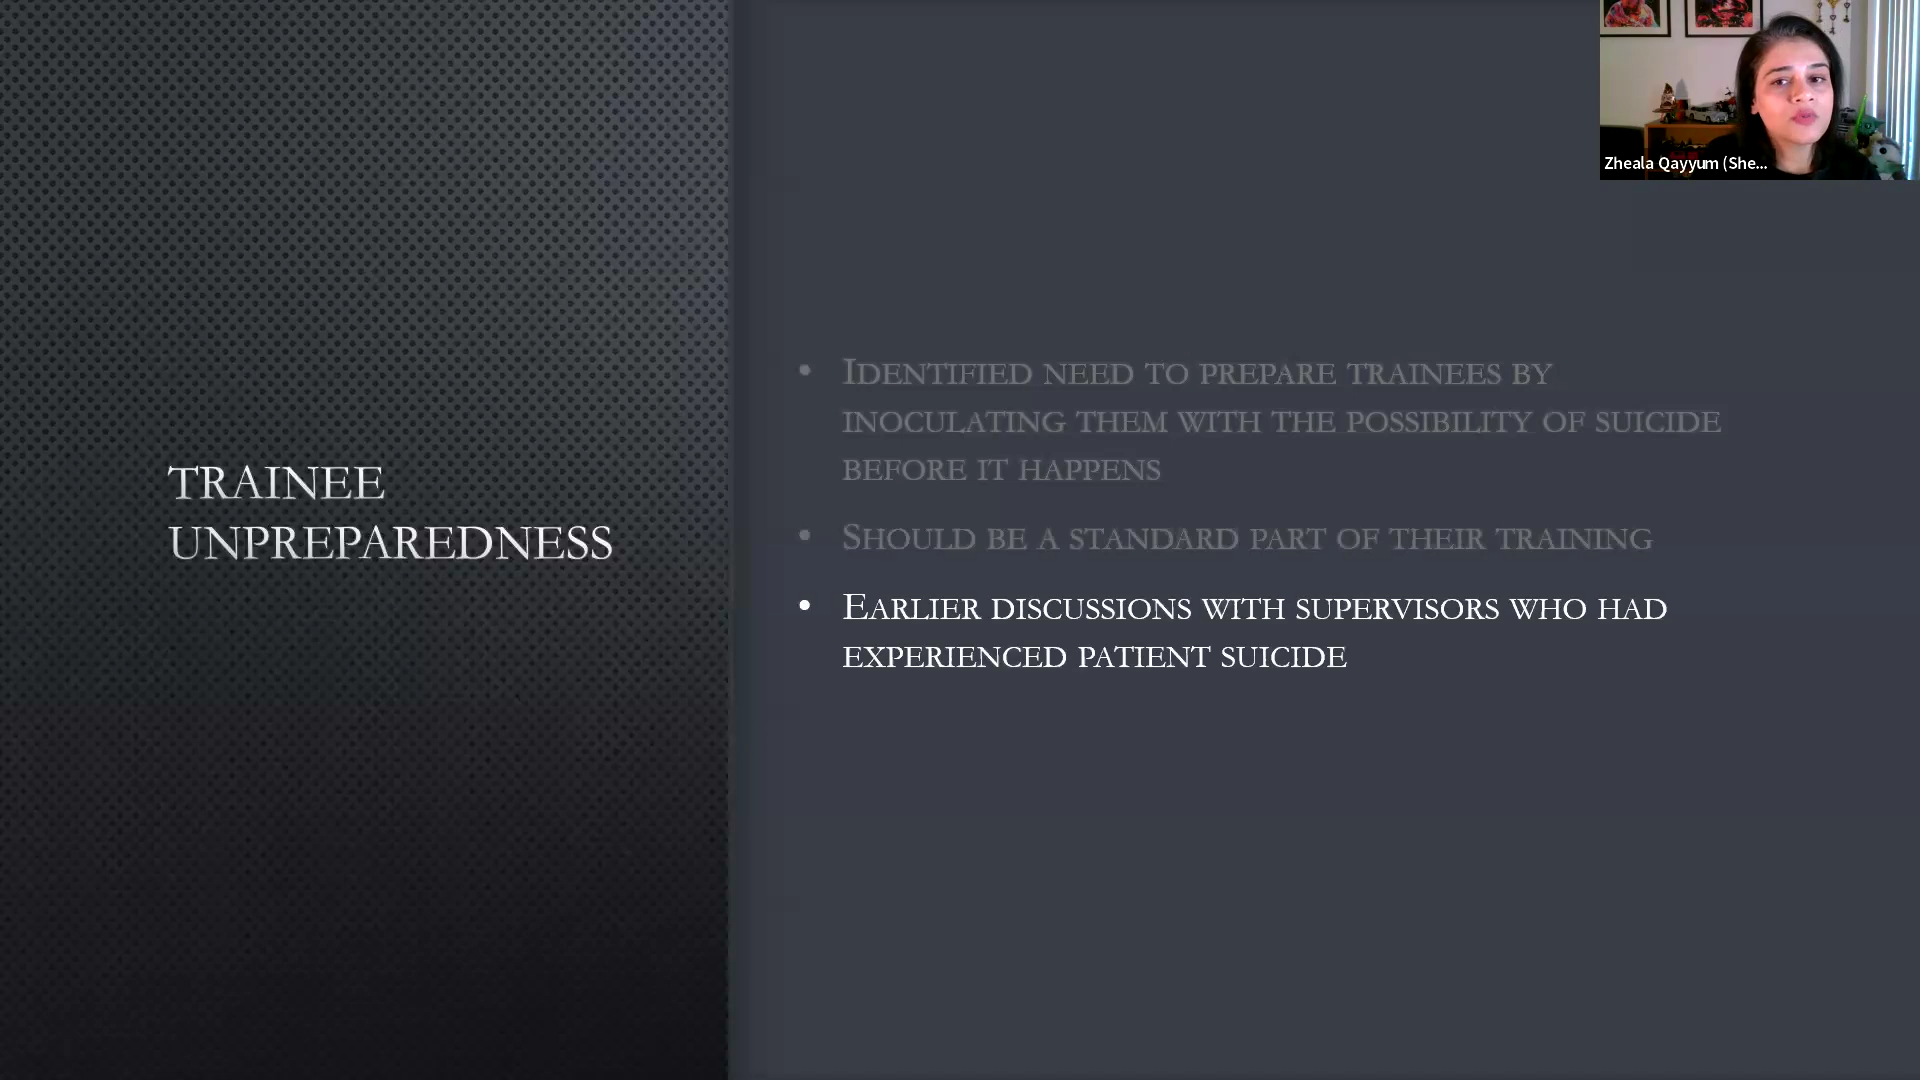 TRAINEE
UNPREPAREDNESS
• IDENTIFIED NEED TO PREPARE TRAINEES BY
INOCULATING THEM WITH THE POSSIBILITY OF SUICIDE
BEFORE IT HAPPENS
• SHOULD BE A STANDARD PART OF THEIR TRAINING
• EARLIER DISCUSSIONS WITH SUPERVISORS WHO HAD
EXPERIENCED PATIENT SUICIDE
Zheala Qayyum (She...